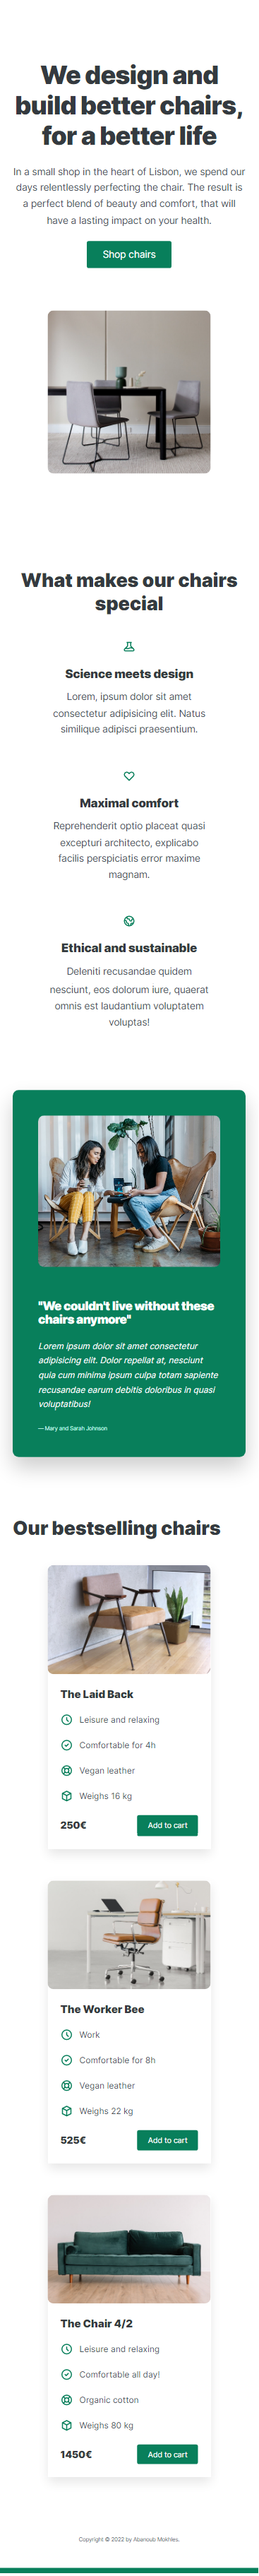 We design and
build better chairs,
for a better life
In a small shop in the heart of Lisbon, we spend our
days relentlessly perfecting the chair. The result is
a perfect blend of beauty and comfort, that will
have a lasting impact on your health.
Shop chairs
What makes our chairs
special
Science meets design
Lorem, ipsum dolor sit amet
consectetur adipisicing elit. Natus
similique adipisci praesentium.
Maximal comfort
Reprehenderit optio placeat quasi
excepturi architecto, explicabo
facilis perspiciatis error maxime
magnam.
Ethical and sustainable
Deleniti recusandae quidem
nesciunt, eos dolorum iure, quaerat
omnis est laudantium voluptatem
voluptas!
"We couldn't live without these
chairs anymore"
Lorem ipsum dolor sit amet consectetur
adipisicing elit. Dolor repellat at, nesciunt
quia cum minima ipsum culpa totam sapiente
recusandae earum debitis doloribus in quasi
voluptatibus!
— Mary and Sarah Johnson
Our bestselling chairs
The Laid Back
Leisure and relaxing
Comfortable for 4h
Vegan leather
Weighs 16 kg
250€
Add to cart
The Worker Bee
Work
Comfortable for 8h
Vegan leather
Weighs 22 kg
525€
Add to cart
The Chair 4/2
Leisure and relaxing
Comfortable all day!
Organic cotton
Weighs 80 kg
1450€
Add to cart
Copyright © 2022 by Abanoub Mokhles.